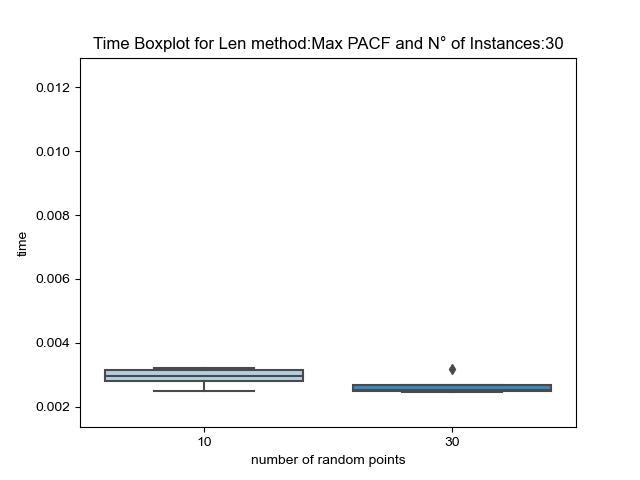 Time Boxplot for Len method:Max PACF and N° of Instances:30
0.012
0.010
0.008
0.006
0.004
0.002
time
10
30
number of random points